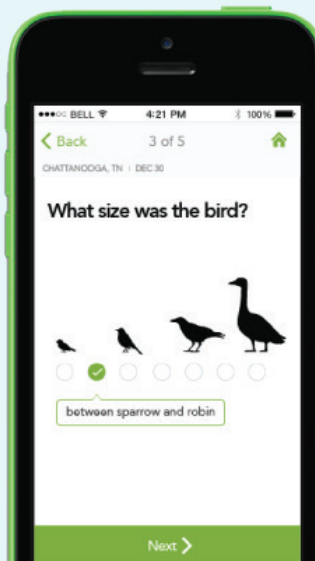 BELL 4:21 PM 100%
Back 3 of 5
CHATTANOOGA, TN | DEC 30
What size was the bird?
between sparrow and robin
Next